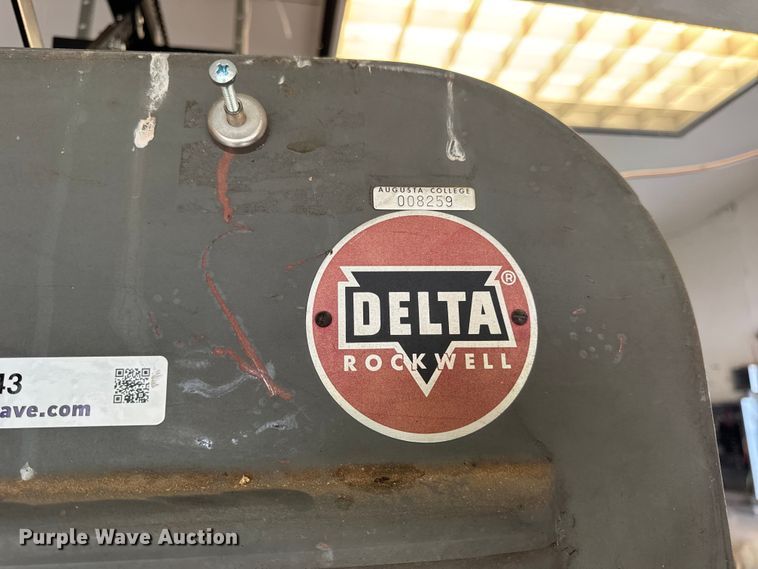 AUGUSTA COLLEGE
008259
DELTA®
ROCKWELL
43
ave.com
Purple Wave Auction